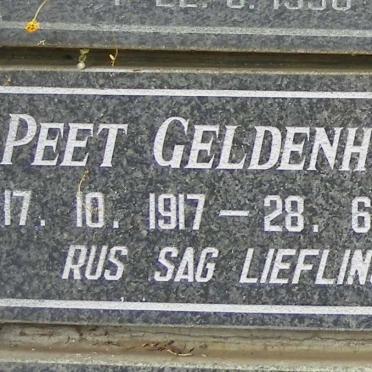 PEET GELDENH
17. 10. 1917 – 28. 6
RUS SAG LIEFLIN